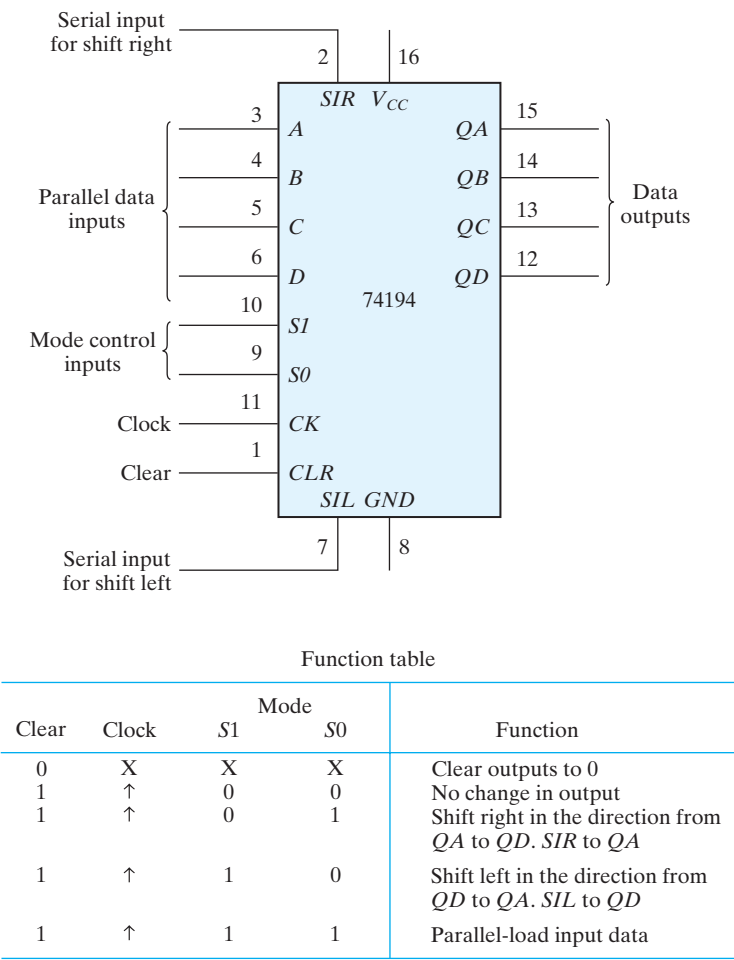 Serial input
for shift right
2
16
SIR VCC
3
A
QA
15
4
B
QB
14
Parallel data
inputs
Data
outputs
5
C
QC
13
6
D
QD
12
74194
10
S1
Mode control
inputs
9
S0
11
Clock
CK
1
Clear
CLR
SIL GND
7
8
Serial input
for shift left
Function table
Mode
Clear Clock S1 S0 Function
0 X X X Clear outputs to 0
1 ↑ 0 0 No change in output
1 ↑ 0 1 Shift right in the direction from
QA to QD. SIR to QA
1 ↑ 1 0 Shift left in the direction from
QD to QA. SIL to QD
1 ↑ 1 1 Parallel-load input data